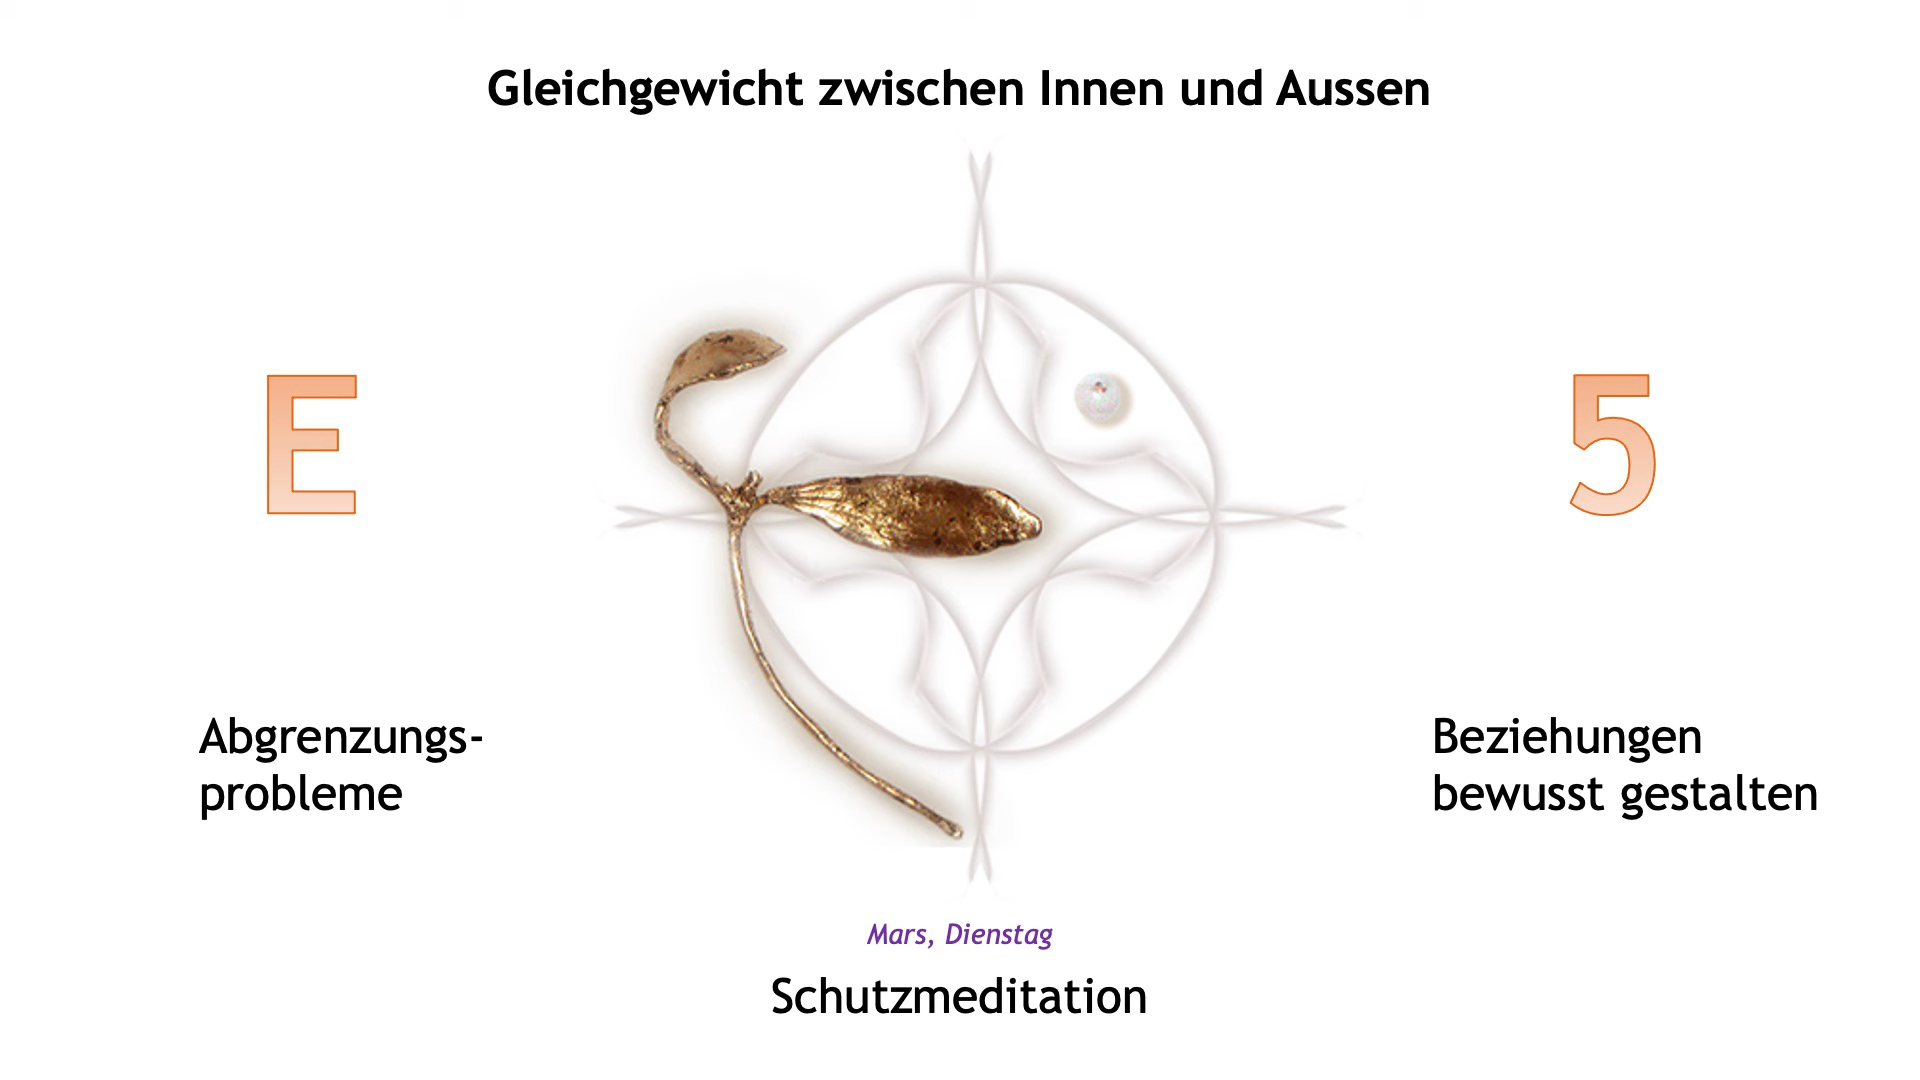 Gleichgewicht zwischen Innen und Aussen
E
5
Abgrenzungs-
probleme
Beziehungen
bewusst gestalten
Mars, Dienstag
Schutzmeditation